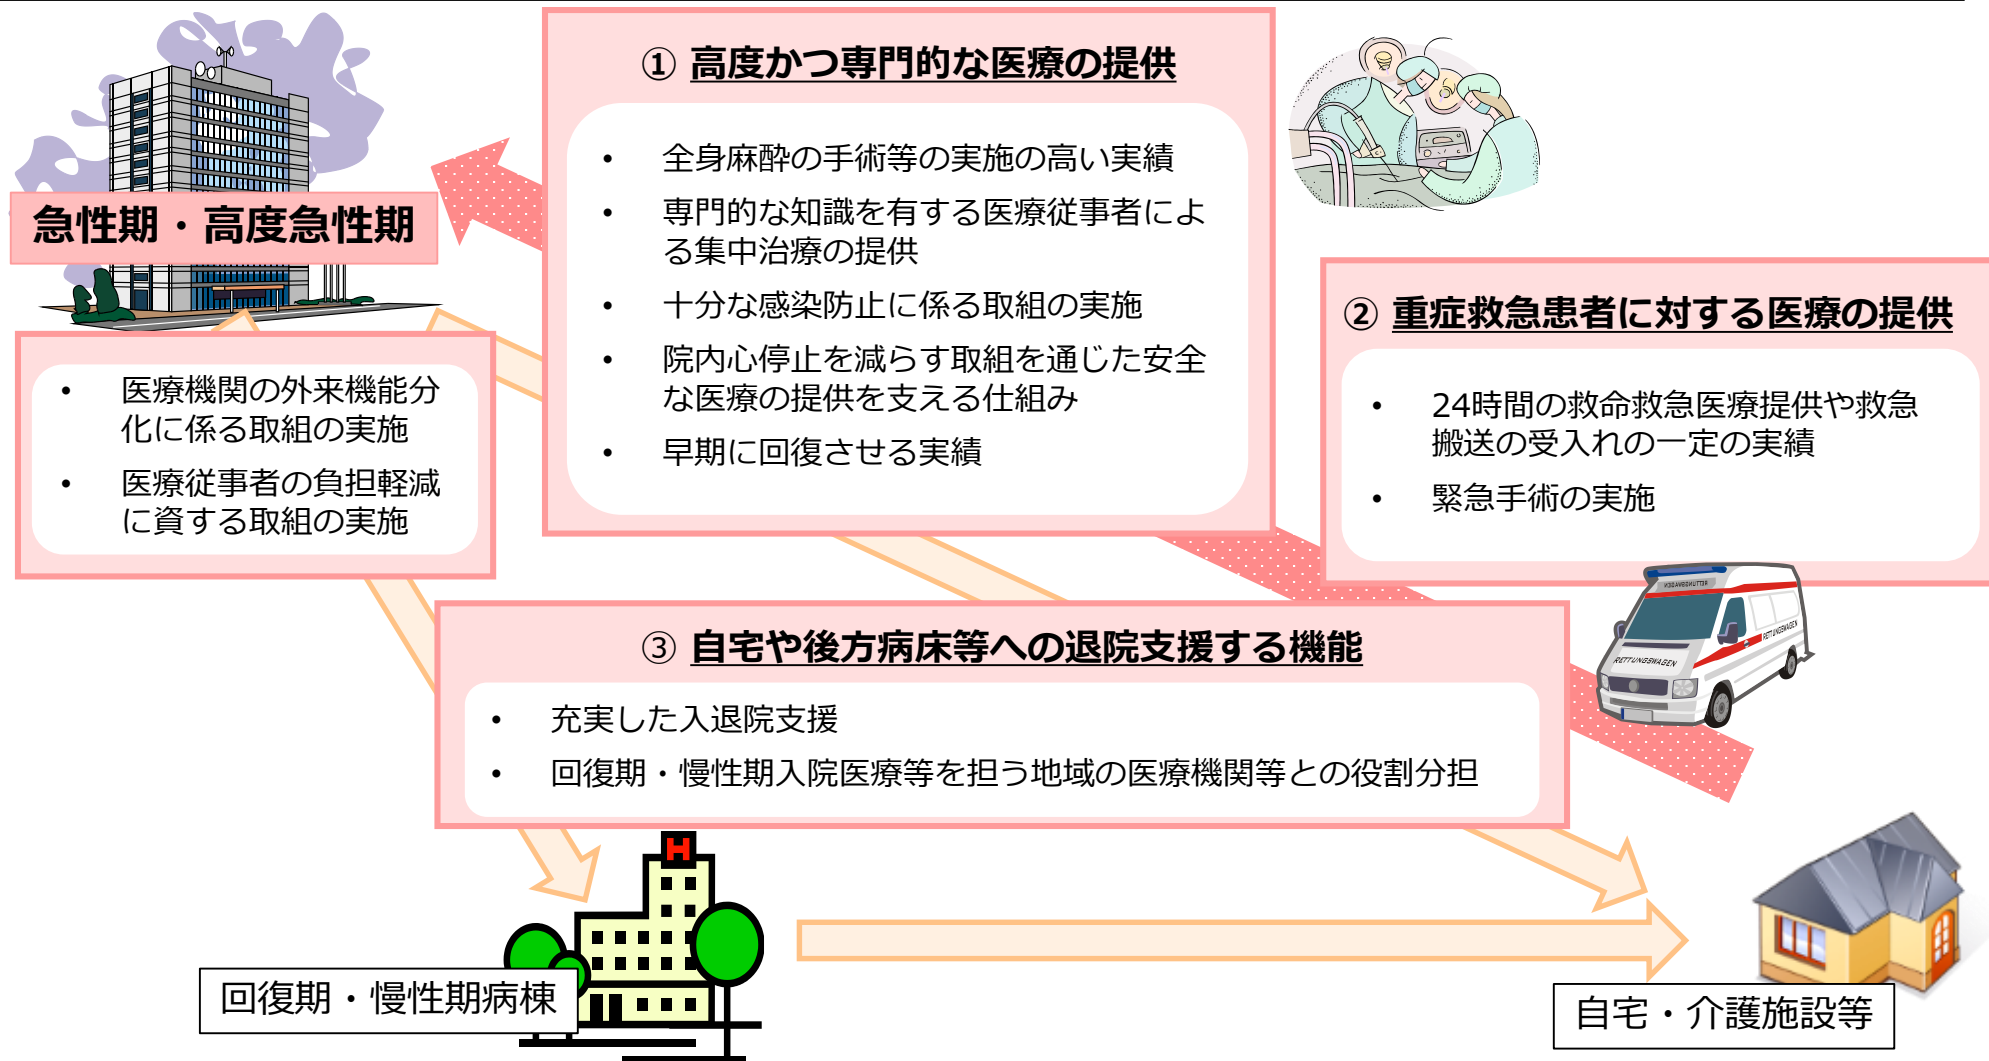 ① 高度かつ専門的な医療の提供
• 全身麻酔の手術等の実施の高い実績
• 専門的な知識を有する医療従事者によ
る集中治療の提供
• 十分な感染防止に係る取組の実施
• 院内心停止を減らす取組を通じた安全
な医療の提供を支える仕組み
• 早期に回復させる実績
急性期・高度急性期
• 医療機関の外来機能分
化に係る取組の実施
• 医療従事者の負担軽減
に資する取組の実施
② 重症救急患者に対する医療の提供
• 24時間の救命救急医療提供や救急
搬送の受入れの一定の実績
• 緊急手術の実施
RETTUNGSWAGEN
RETTUNGSWAGEN
③ 自宅や後方病床等への退院支援する機能
• 充実した入退院支援
• 回復期・慢性期入院医療等を担う地域の医療機関等との役割分担
H
回復期・慢性期病棟
自宅・介護施設等